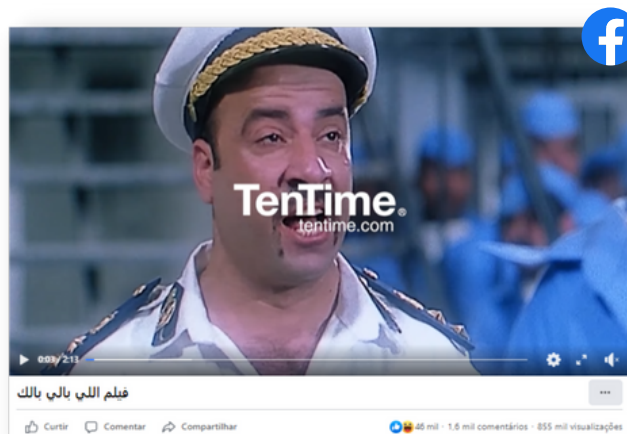 TenTime.
tentime.com
0:03/2:13
فيلم اللي بالي بالك
Curtir Comentar Compartilhar 46 mil · 1.6 mil comentários · 855 mil visualizações